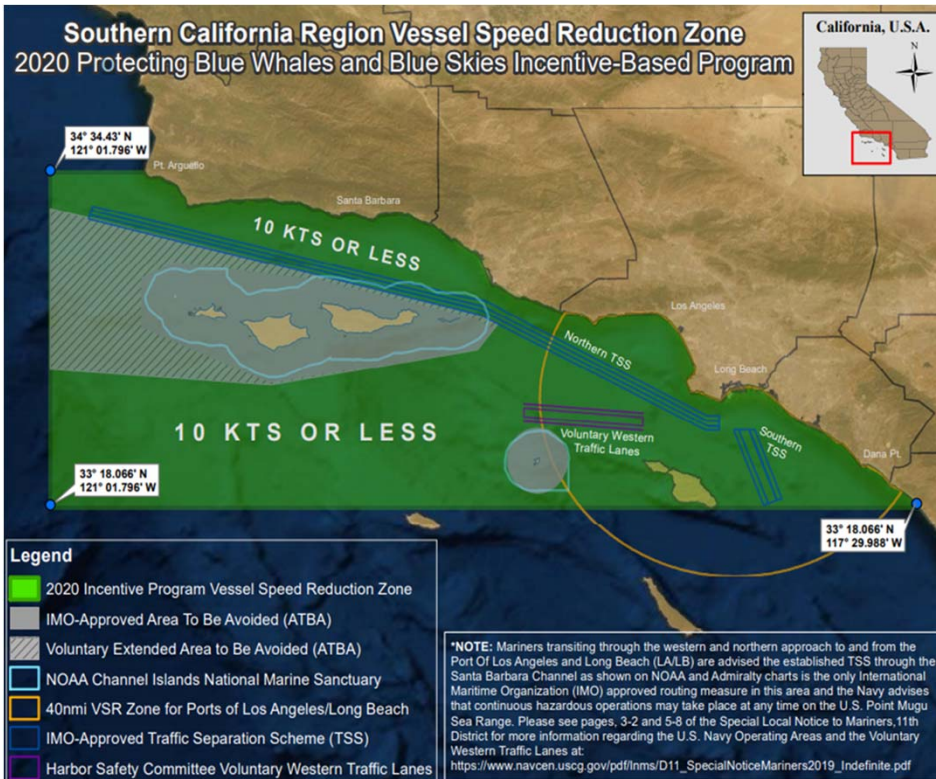 Southern California Region Vessel Speed Reduction Zone
2020 Protecting Blue Whales and Blue Skies Incentive-Based Program
California, U.S.A.
N
34° 34.43' N
121° 01.796' W
Pt. Arguello
Santa Barbara
10 KTS OR LESS
Los Angeles
Northern TSS
Long Beach
10 KTS OR LESS
Voluntary Western
Traffic Lanes
Southern
TSS
Dana Pt.
33° 18.066' N
121° 01.796' W
33° 18.066' N
117° 29.988' W
Legend
2020 Incentive Program Vessel Speed Reduction Zone
IMO-Approved Area To Be Avoided (ATBA)
Voluntary Extended Area to Be Avoided (ATBA)
NOAA Channel Islands National Marine Sanctuary
40nmi VSR Zone for Ports of Los Angeles/Long Beach
IMO-Approved Traffic Separation Scheme (TSS)
Harbor Safety Committee Voluntary Western Traffic Lanes
*NOTE: Mariners transiting through the western and northern approach to and from the
Port Of Los Angeles and Long Beach (LA/LB) are advised the established TSS through the
Santa Barbara Channel as shown on NOAA and Admiralty charts is the only International
Maritime Organization (IMO) approved routing measure in this area and the Navy advises
that continuous hazardous operations may take place at any time on the U.S. Point Mugu
Sea Range. Please see pages, 3-2 and 5-8 of the Special Local Notice to Mariners,11th
District for more information regarding the U.S. Navy Operating Areas and the Voluntary
Western Traffic Lanes at:
https://www.navcen.uscg.gov/pdf/lnms/D11_SpecialNoticeMariners2019_Indefinite.pdf